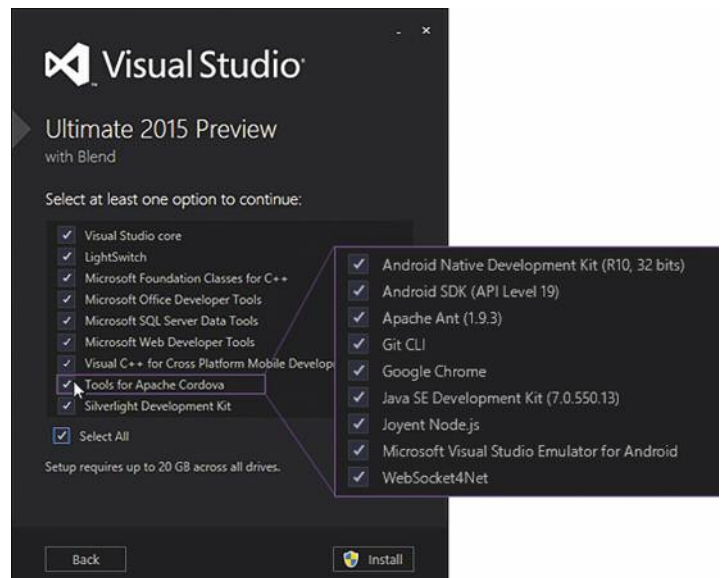 Visual Studio
Ultimate 2015 Preview
with Blend
Select at least one option to continue:
Visual Studio core
LightSwitch
Microsoft Foundation Classes for C++
Microsoft Office Developer Tools
Microsoft SQL Server Data Tools
Microsoft Web Developer Tools
Visual C++ for Cross Platform Mobile Develop
Tools for Apache Cordova
Silverlight Development Kit
Select All
Setup requires up to 20 GB across all drives.
Back
Install
Android Native Development Kit (R10, 32 bits)
Android SDK (API Level 19)
Apache Ant (1.9.3)
Git CLI
Google Chrome
Java SE Development Kit (7.0.550.13)
Joyent Node.js
Microsoft Visual Studio Emulator for Android
WebSocket4Net